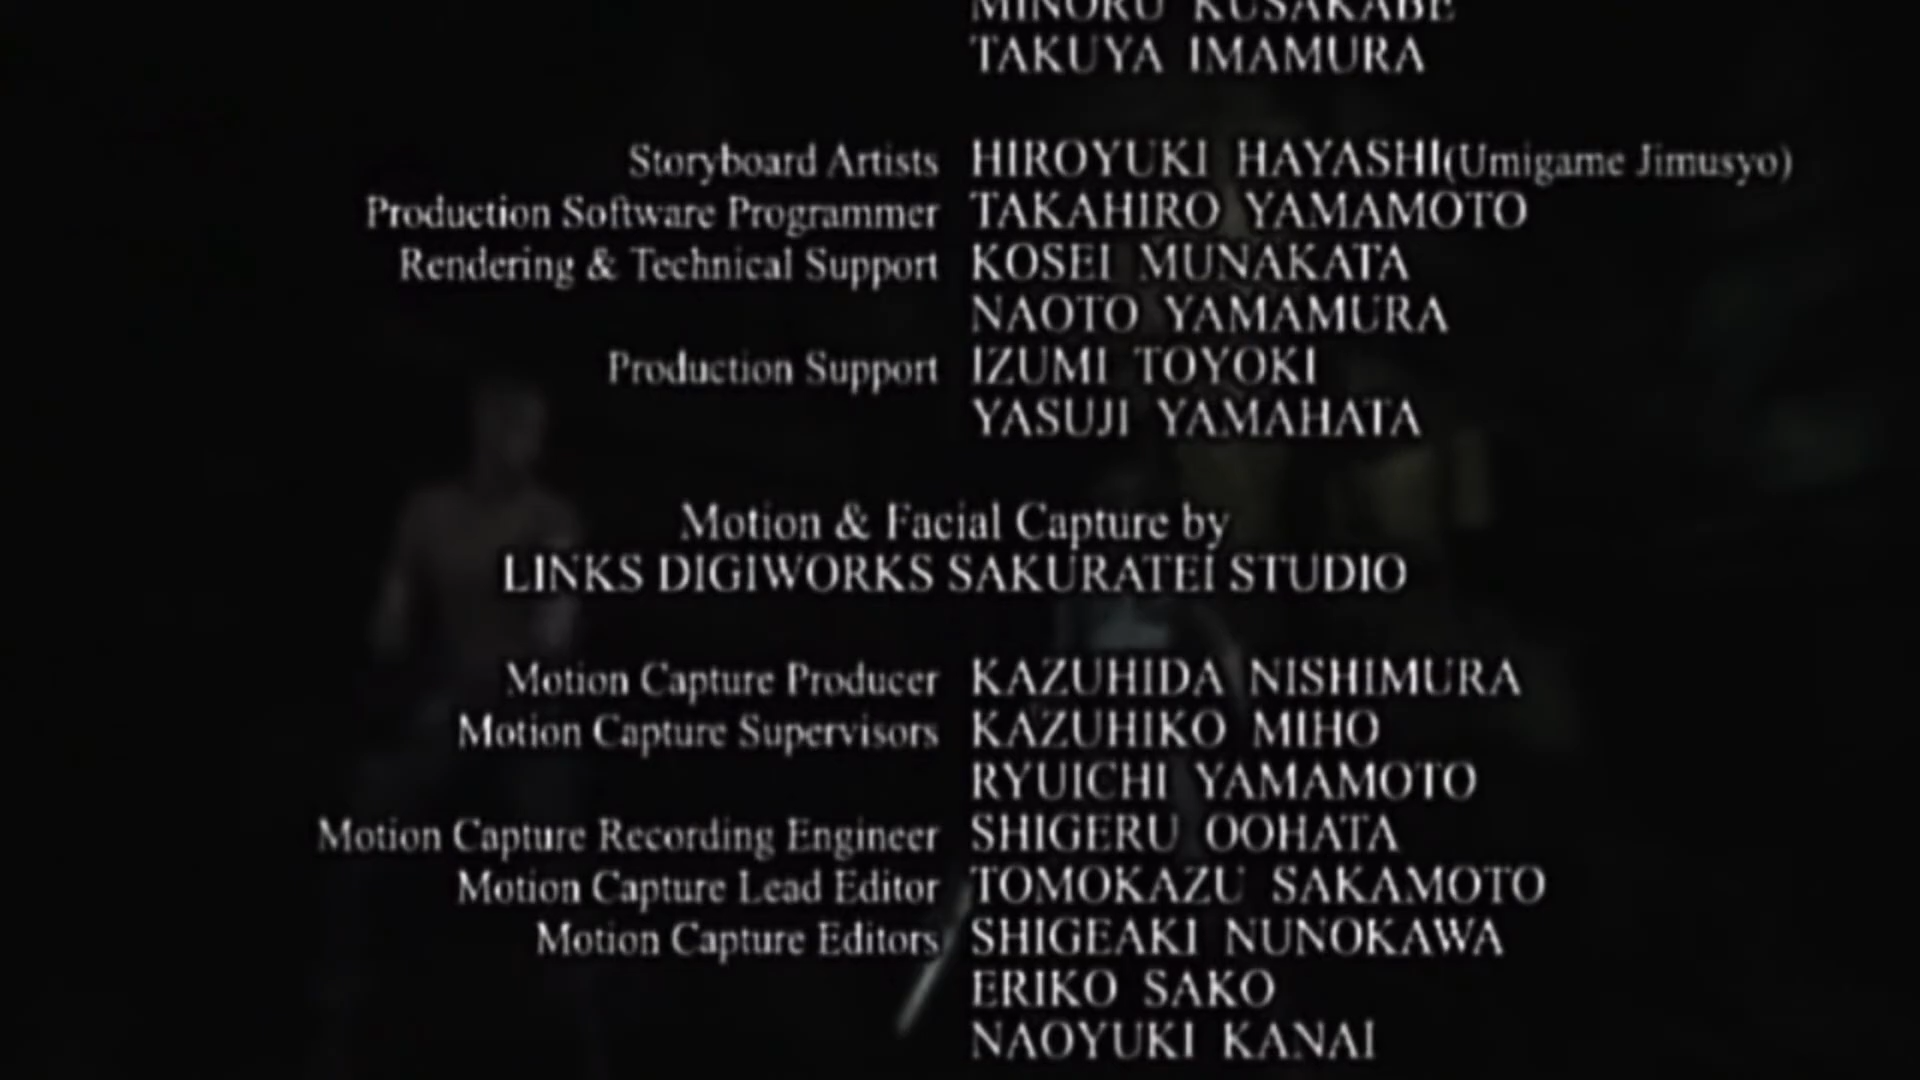 MINORU KUSAKABE
TAKUYA IMAMURA
Storyboard Artists HIROYUKI HAYASHI(Umigame Jimusyo)
Production Software Programmer TAKAHIRO YAMAMOTO
Rendering & Technical Support KOSEI MUNAKATA
NAOTO YAMAMURA
Production Support IZUMI TOYOKI
YASUJI YAMAHATA
Motion & Facial Capture by
LINKS DIGIWORKS SAKURATEI STUDIO
Motion Capture Producer KAZUHIDA NISHIMURA
Motion Capture Supervisors KAZUHIKO MIHO
RYUICHI YAMAMOTO
Motion Capture Recording Engineer SHIGERU OOHATA
Motion Capture Lead Editor TOMOKAZU SAKAMOTO
Motion Capture Editors SHIGEAKI NUNOKAWA
ERIKO SAKO
NAOYUKI KANAI